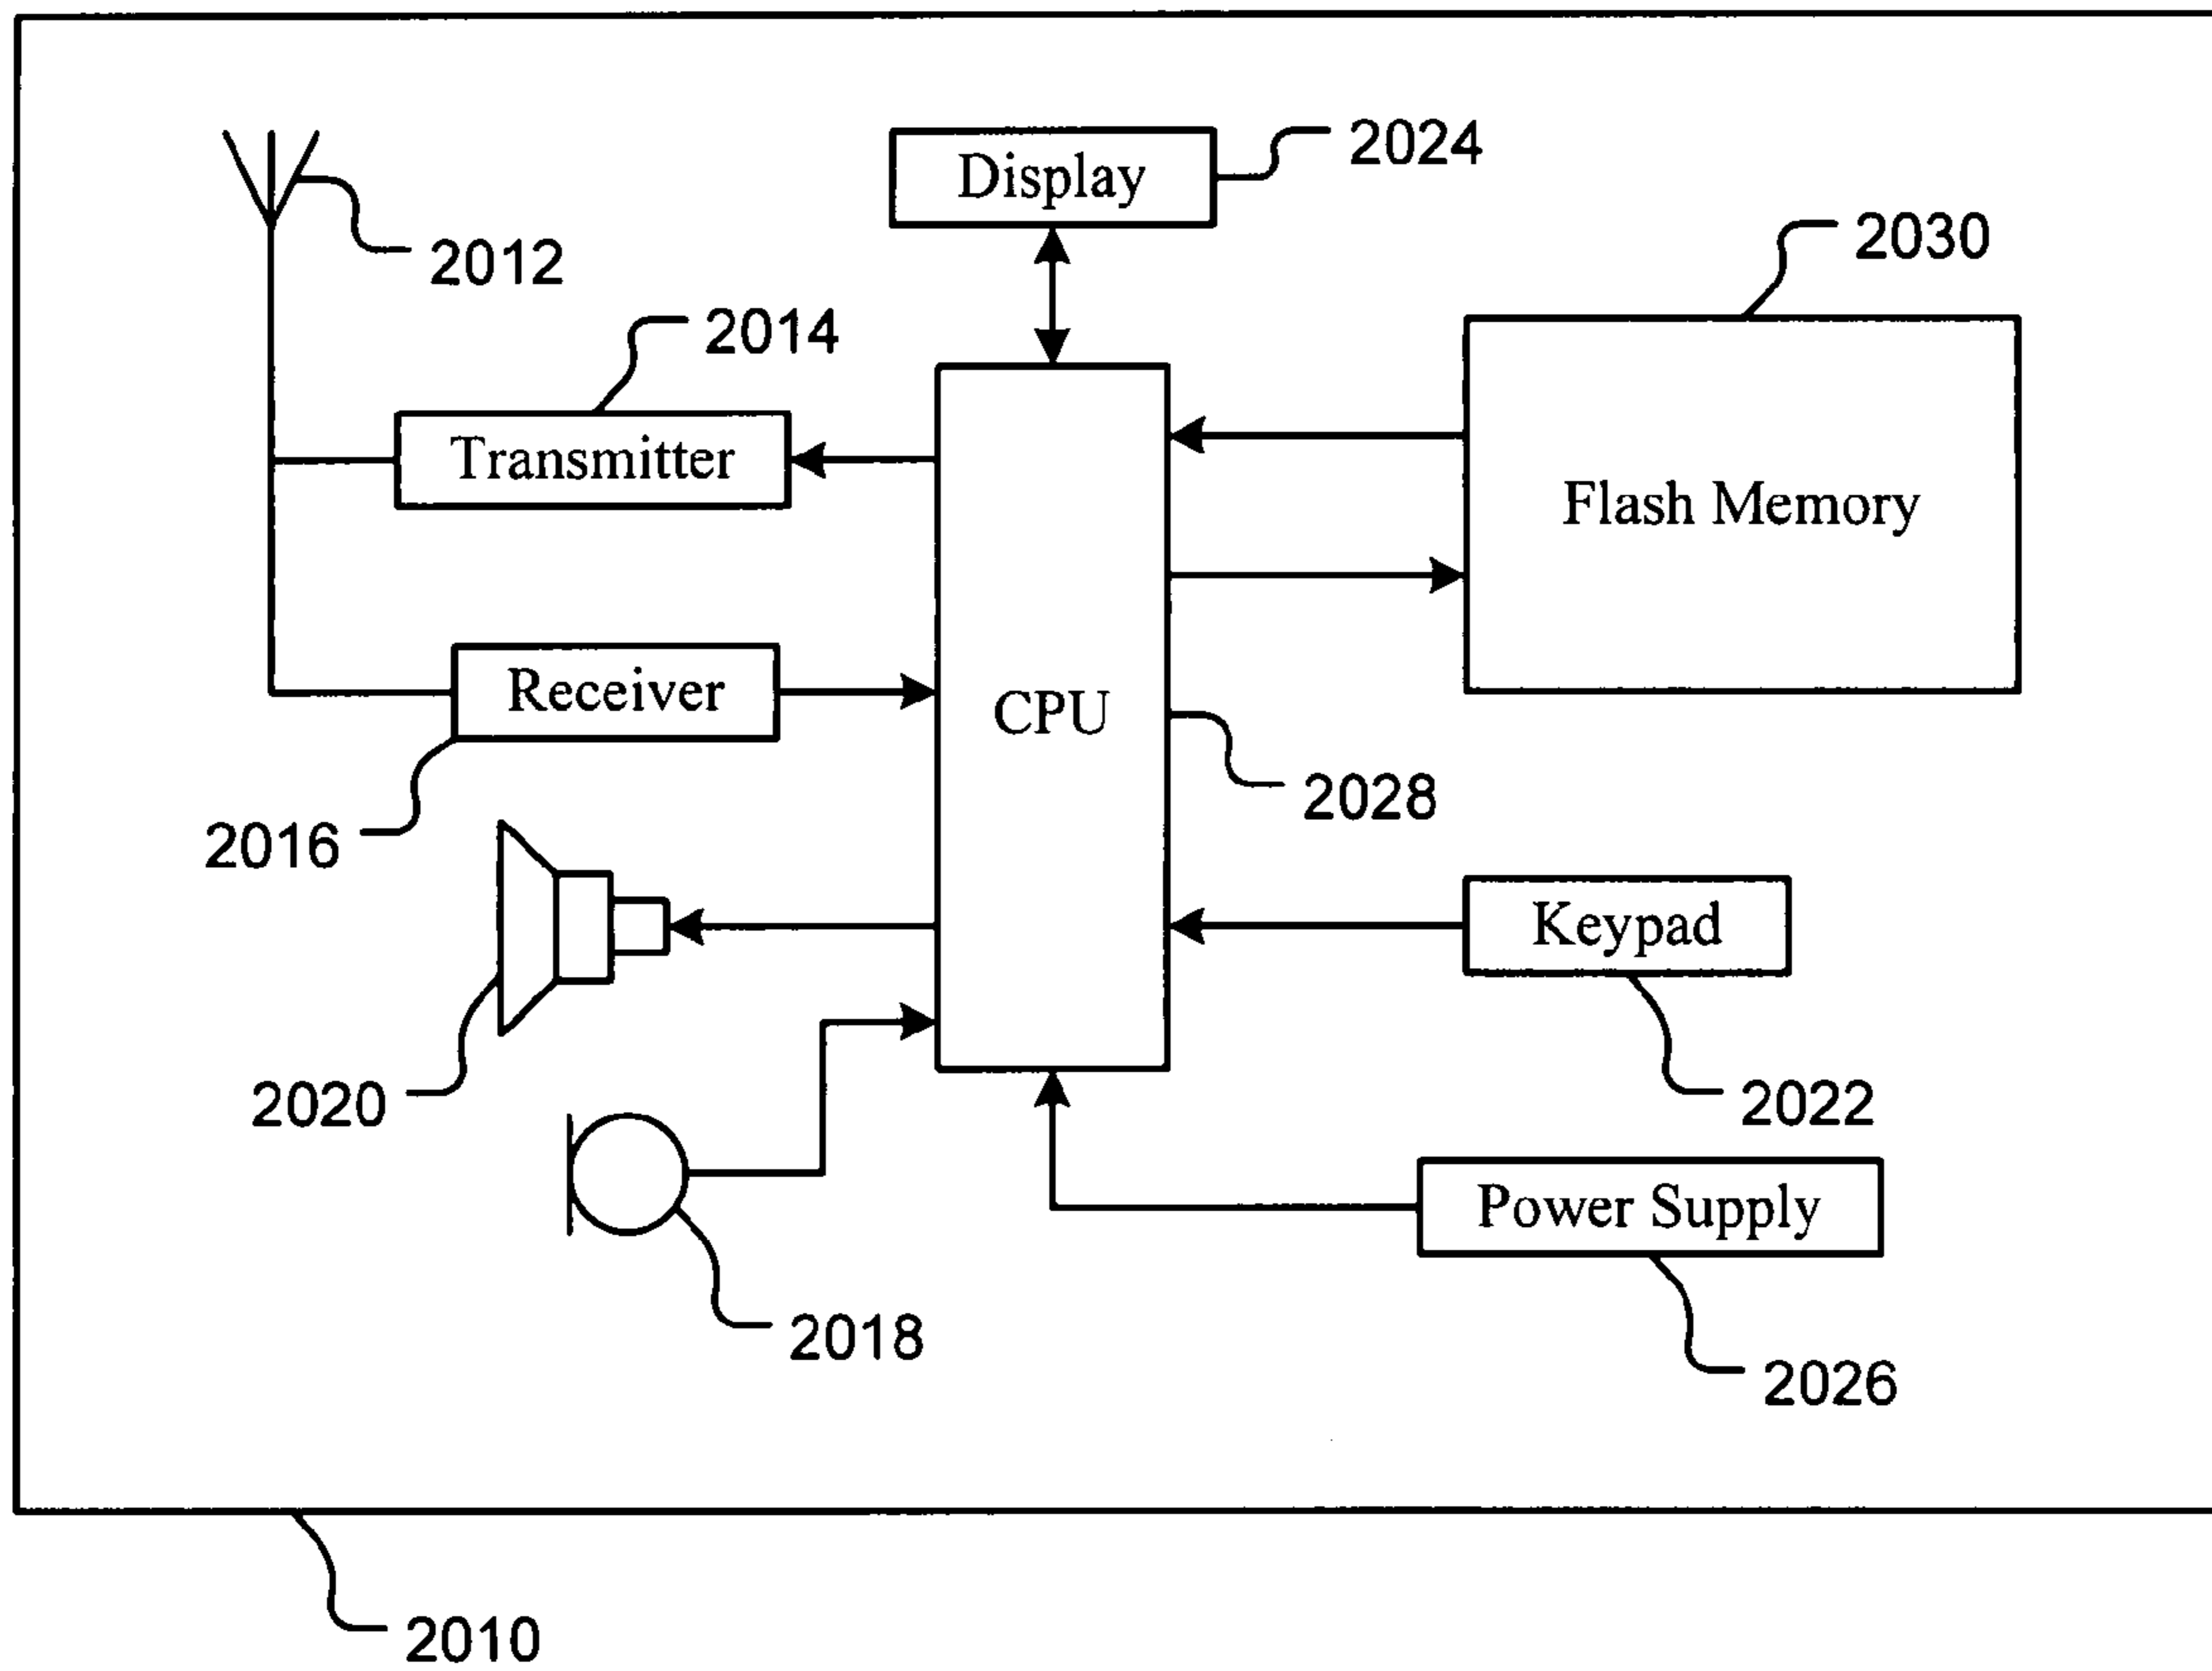 Display
2024
2012
2030
2014
Transmitter
Flash Memory
Receiver
CPU
2028
2016
Keypad
2020
2022
Power Supply
2018
2026
2010